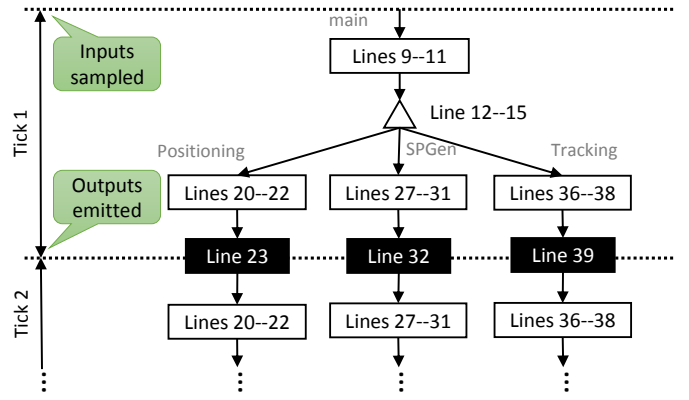 main
Inputs
sampled
Lines 9--11
Line 12--15
Tick 1
Positioning
SPGen
Tracking
Outputs
emitted
Lines 20--22
Lines 27--31
Lines 36--38
Line 23
Line 32
Line 39
Tick 2
Lines 20--22
Lines 27--31
Lines 36--38